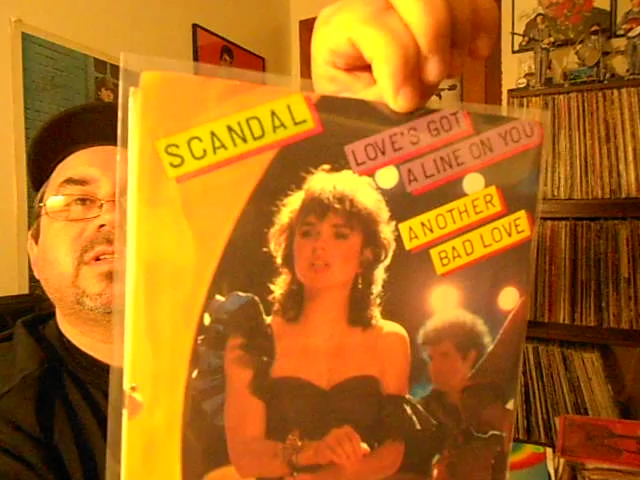 SCANDAL
LOVE'S GOT
A LINE ON YOU
ANOTHER
BAD LOVE